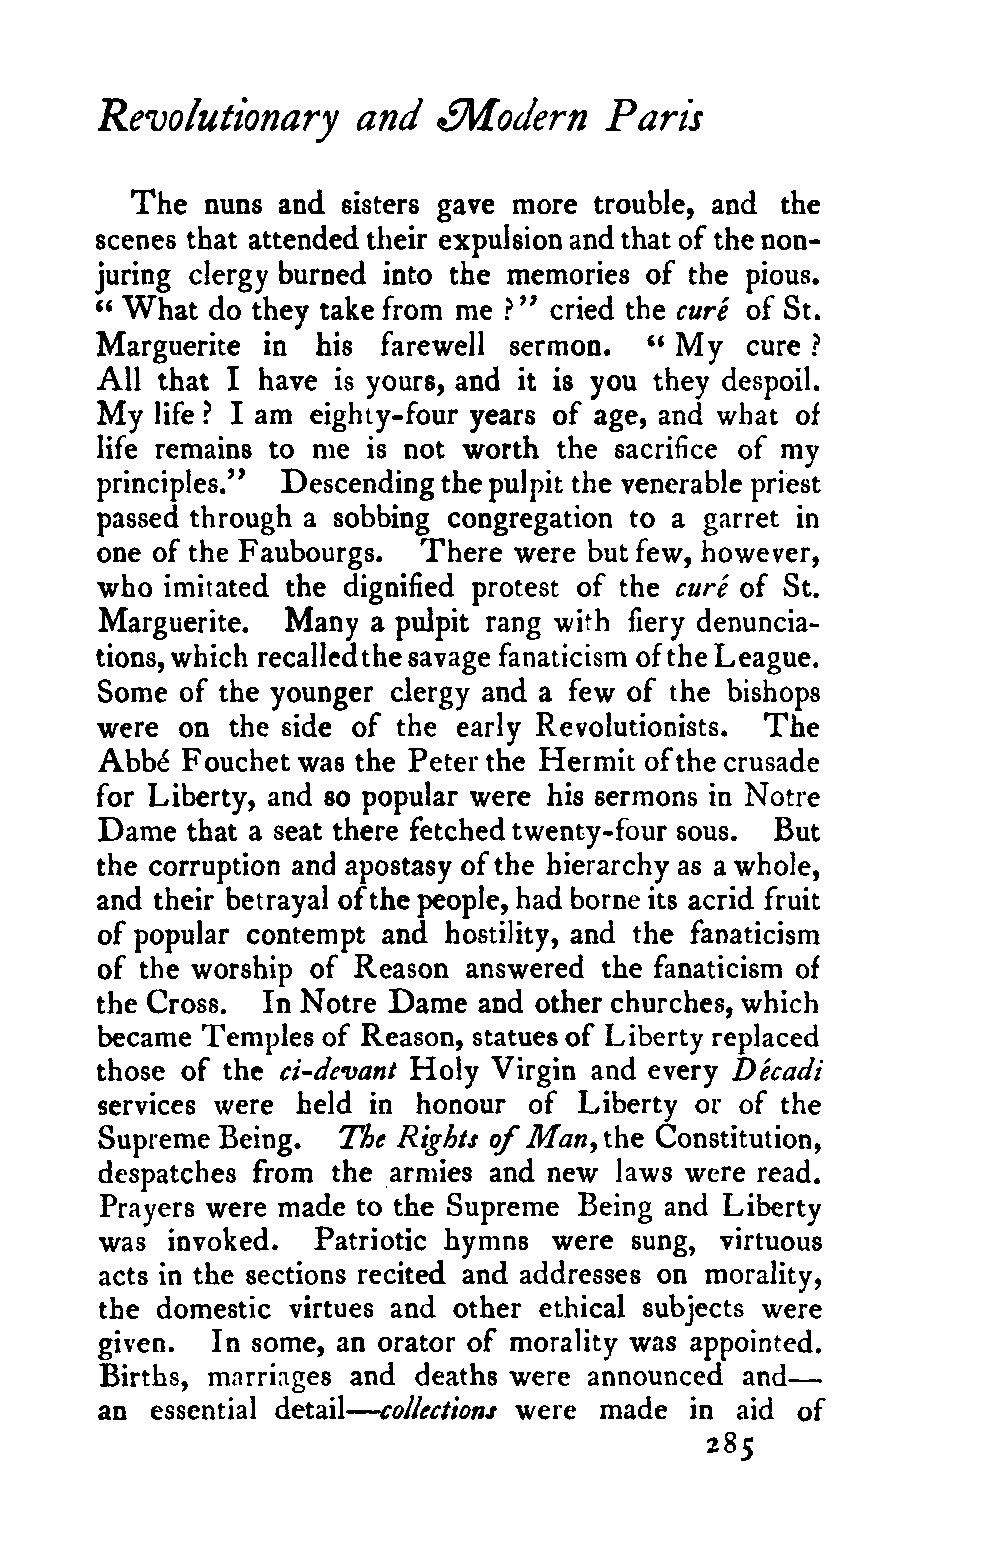 Revolutionary and Modern Paris
The nuns and sisters gave more trouble, and the
scenes that attended their expulsion and that of the non-
juring clergy burned into the memories of the pious.
“ What do they take from me ?” cried the curé of St.
Marguerite in his farewell sermon. “ My cure ?
All that I have is yours, and it is you they despoil.
My life ? I am eighty-four years of age, and what of
life remains to me is not worth the sacrifice of my
principles.” Descending the pulpit the venerable priest
passed through a sobbing congregation to a garret in
one of the Faubourgs. There were but few, however,
who imitated the dignified protest of the curé of St.
Marguerite. Many a pulpit rang with fiery denuncia-
tions, which recalled the savage fanaticism of the League.
Some of the younger clergy and a few of the bishops
were on the side of the early Revolutionists. The
Abbé Fouchet was the Peter the Hermit of the crusade
for Liberty, and so popular were his sermons in Notre
Dame that a seat there fetched twenty-four sous. But
the corruption and apostasy of the hierarchy as a whole,
and their betrayal of the people, had borne its acrid fruit
of popular contempt and hostility, and the fanaticism
of the worship of Reason answered the fanaticism of
the Cross. In Notre Dame and other churches, which
became Temples of Reason, statues of Liberty replaced
those of the ci-devant Holy Virgin and every Décadi
services were held in honour of Liberty or of the
Supreme Being. The Rights of Man, the Constitution,
despatches from the armies and new laws were read.
Prayers were made to the Supreme Being and Liberty
was invoked. Patriotic hymns were sung, virtuous
acts in the sections recited and addresses on morality,
the domestic virtues and other ethical subjects were
given. In some, an orator of morality was appointed.
Births, marriages and deaths were announced and—
an essential detail—collections were made in aid of
285